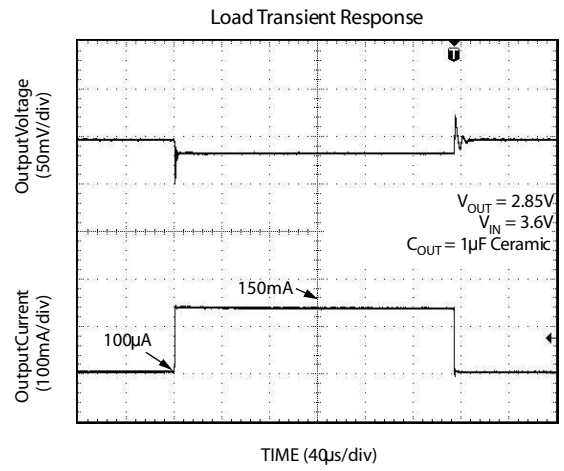 Load Transient Response
T
OutputVoltage
(50mV/div)
V_OUT = 2.85V
V_IN = 3.6V
C_OUT = 1µF Ceramic
150mA
100µA
OutputCurrent
(100mA/div)
TIME (40µs/div)